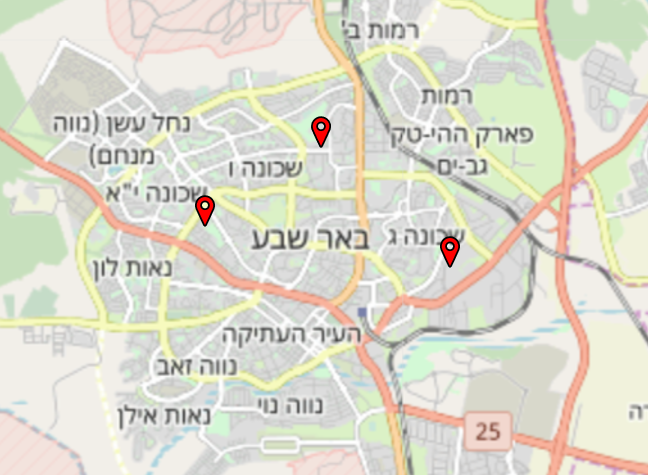 רמות ב'
רמות
נחל עשן (נווה
מנחם)
פארק ההי-טק
גב-ים
שכונה ו
שכונה י"א
באר שבע
שכונה ג
נאות לון
העיר העתיקה
נווה זאב
נווה נוי
נאות אילן
25